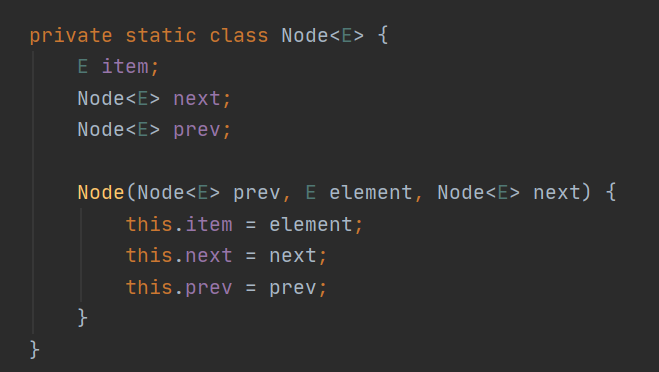 private static class Node<E> {
    E item;
    Node<E> next;
    Node<E> prev;

    Node(Node<E> prev, E element, Node<E> next) {
        this.item = element;
        this.next = next;
        this.prev = prev;
    }
}